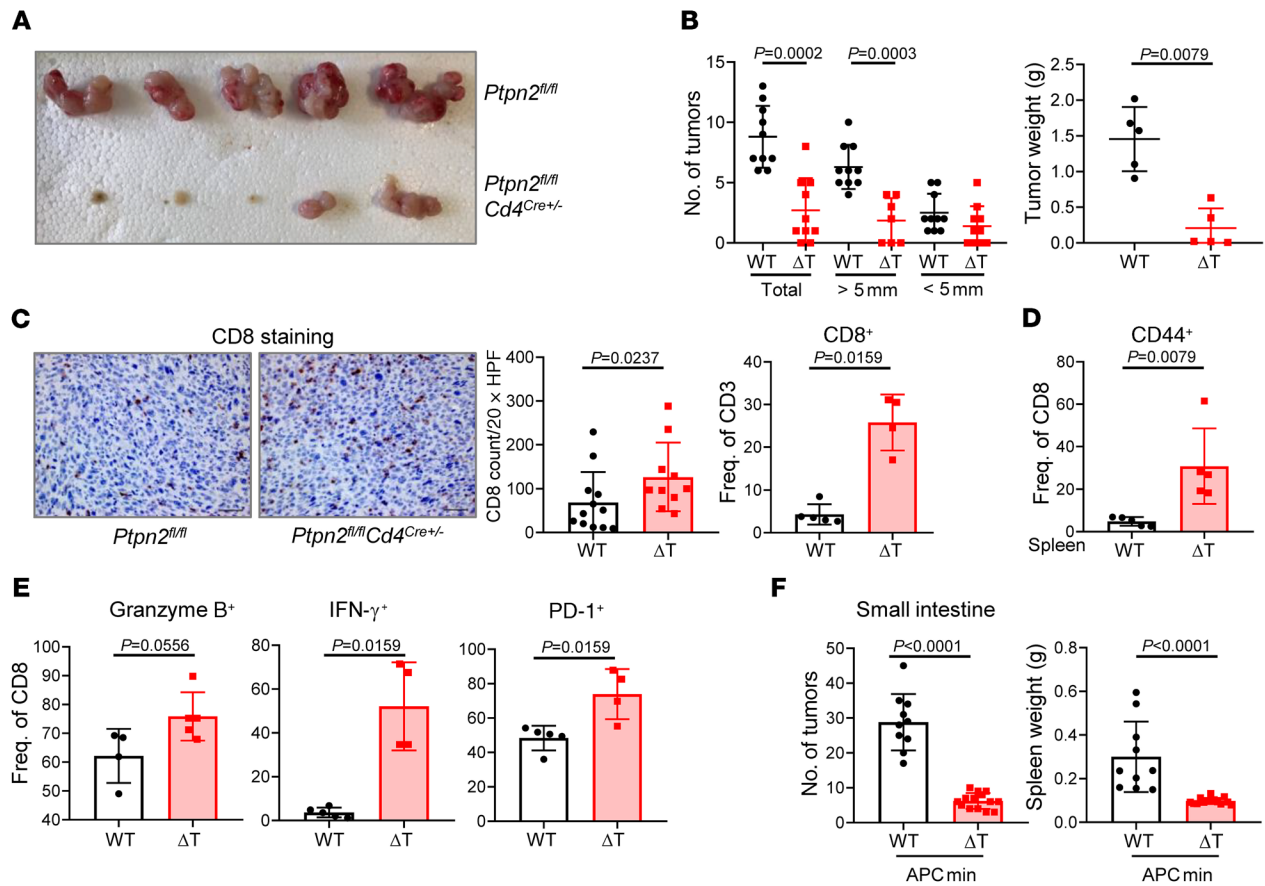 A
Ptpn2fl/fl
Ptpn2fl/fl
Cd4Cre+/-
B
P=0.0002
P=0.0003
No. of tumors
15
10
5
0
WT
ΔT
WT
ΔT
WT
ΔT
Total
> 5 mm
< 5 mm
P=0.0079
Tumor weight (g)
2.5
2.0
1.5
1.0
0.5
0.0
WT
ΔT
C
CD8 staining
Ptpn2fl/fl
Ptpn2fl/flCd4Cre+/-
P=0.0237
CD8 count/20 × HPF
400
300
200
100
0
WT
ΔT
CD8+
P=0.0159
Freq. of CD3
40
30
20
10
0
WT
ΔT
D
CD44+
P=0.0079
Freq. of CD8
80
60
40
20
0
Spleen
WT
ΔT
E
Granzyme B+
P=0.0556
Freq. of CD8
100
90
80
70
60
50
40
WT
ΔT
IFN-γ+
P=0.0159
80
60
40
20
0
WT
ΔT
PD-1+
P=0.0159
100
80
60
40
20
0
WT
ΔT
F
Small intestine
P<0.0001
No. of tumors
50
40
30
20
10
0
WT
ΔT
APC min
P<0.0001
Spleen weight (g)
0.8
0.6
0.4
0.2
0.0
WT
ΔT
APC min